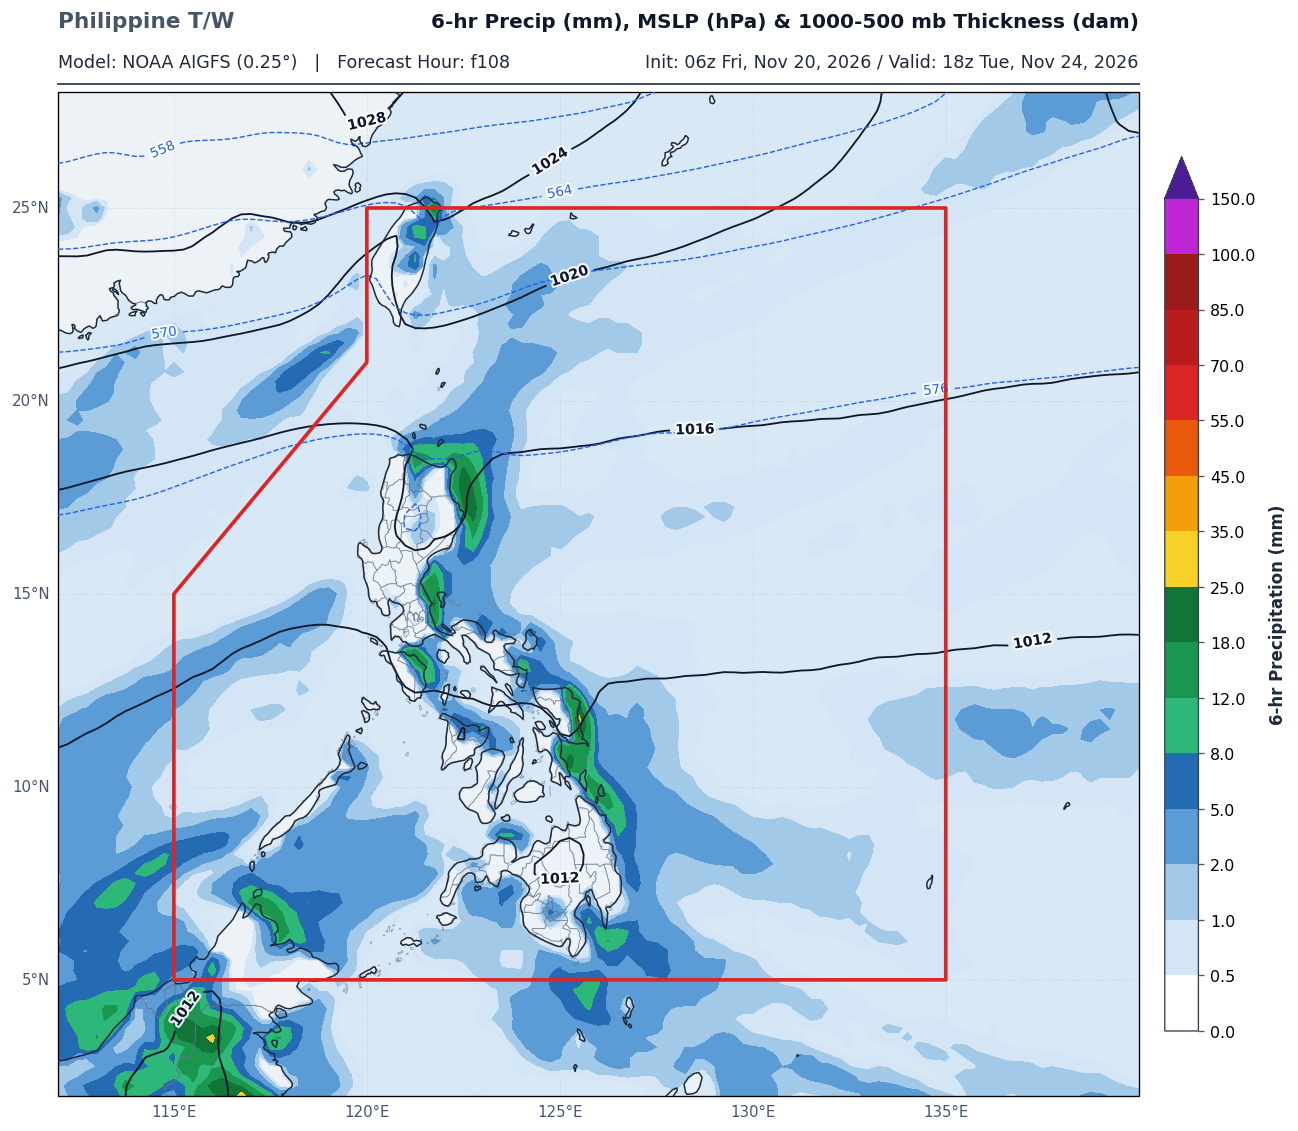 Philippine T/W
6-hr Precip (mm), MSLP (hPa) & 1000-500 mb Thickness (dam)
Model: NOAA AIGFS (0.25°) | Forecast Hour: f108
Init: 06z Fri, Nov 20, 2026 / Valid: 18z Tue, Nov 24, 2026
1028
558
1024
564
1020
570
576
1016
1012
1012
1012
25°N
20°N
15°N
10°N
5°N
115°E
120°E
125°E
130°E
135°E
150.0
100.0
85.0
70.0
55.0
45.0
35.0
25.0
18.0
12.0
8.0
5.0
2.0
1.0
0.5
0.0
6-hr Precipitation (mm)